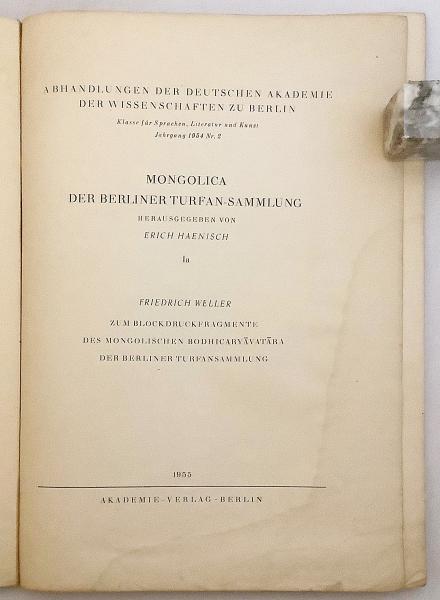 ABHANDLUNGEN DER DEUTSCHEN AKADEMIE
DER WISSENSCHAFTEN ZU BERLIN
Klasse für Sprachen, Literatur und Kunst
Jahrgang 1954 Nr. 2
MONGOLICA
DER BERLINER TURFAN-SAMMLUNG
HERAUSGEGEBEN VON
ERICH HAENISCH
Ia
FRIEDRICH WELLER
ZUM BLOCKDRUCKFRAGMENTE
DES MONGOLISCHEN BODHICARYĀVATĀRA
DER BERLINER TURFANSAMMLUNG
1955
AKADEMIE-VERLAG-BERLIN